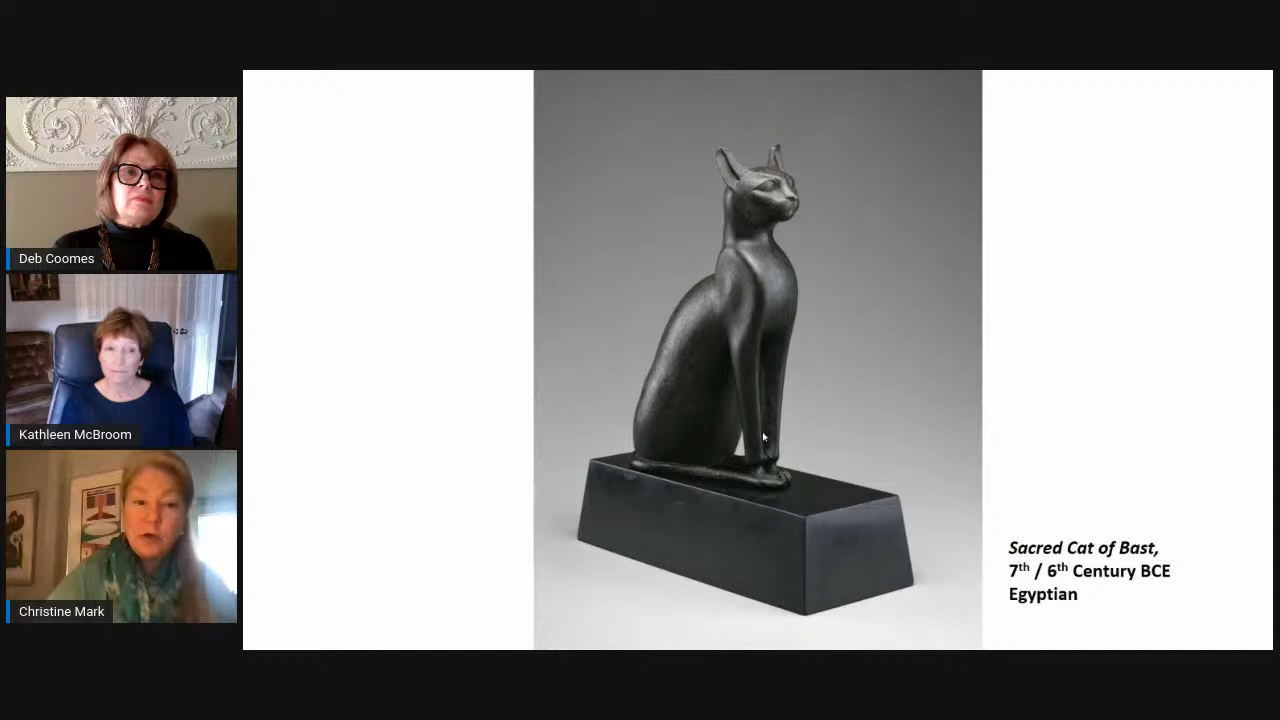 Deb Coomes
Kathleen McBroom
Christine Mark
Sacred Cat of Bast,
7th / 6th Century BCE
Egyptian